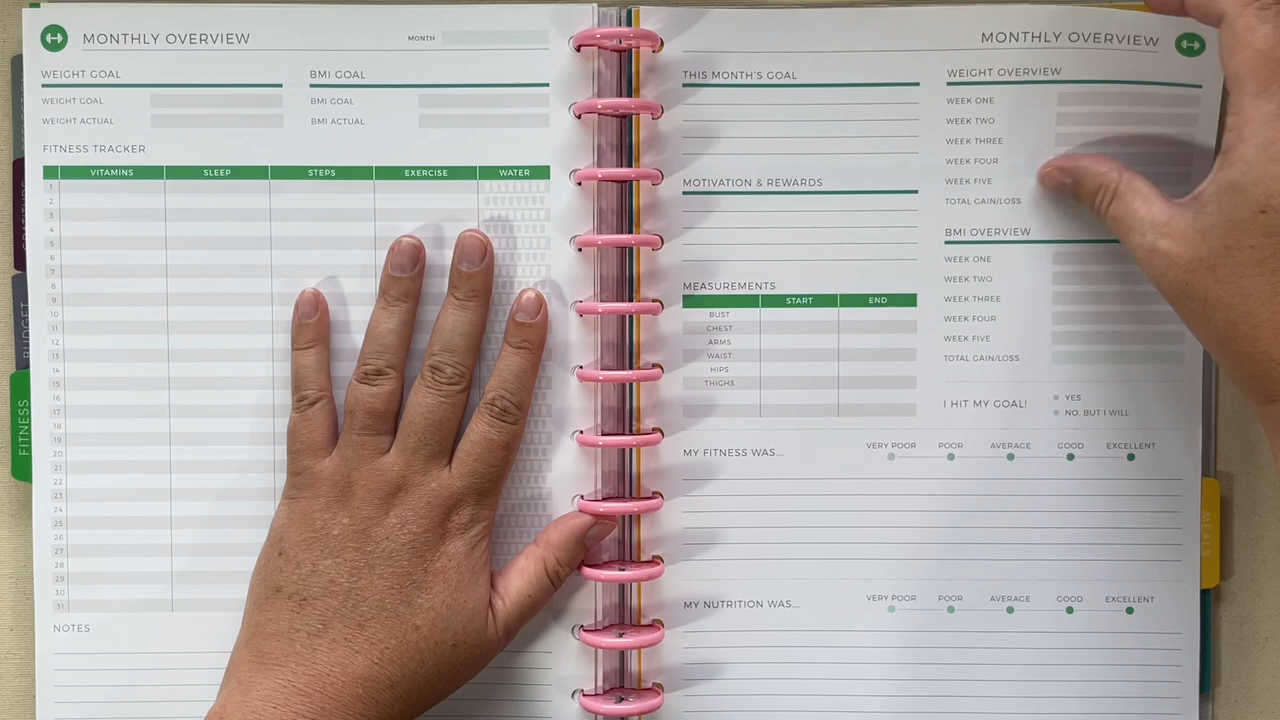 MONTHLY OVERVIEW
MONTH
WEIGHT GOAL
WEIGHT GOAL
WEIGHT ACTUAL
BMI GOAL
BMI GOAL
BMI ACTUAL
FITNESS TRACKER
VITAMINS SLEEP STEPS EXERCISE WATER
1
2
3
4
5
6
7
8
9
10
11
12
13
14
15
16
17
18
19
20
21
22
23
24
25
26
27
28
29
30
31
NOTES
BUDGET
FITNESS
MONTHLY OVERVIEW
THIS MONTH'S GOAL
MOTIVATION & REWARDS
MEASUREMENTS
START END
BUST
CHEST
ARMS
WAIST
HIPS
THIGHS
WEIGHT OVERVIEW
WEEK ONE
WEEK TWO
WEEK THREE
WEEK FOUR
WEEK FIVE
TOTAL GAIN/LOSS
BMI OVERVIEW
WEEK ONE
WEEK TWO
WEEK THREE
WEEK FOUR
WEEK FIVE
TOTAL GAIN/LOSS
I HIT MY GOAL!
YES
NO, BUT I WILL
MY FITNESS WAS...
VERY POOR POOR AVERAGE GOOD EXCELLENT
MY NUTRITION WAS...
VERY POOR POOR AVERAGE GOOD EXCELLENT
MEALS